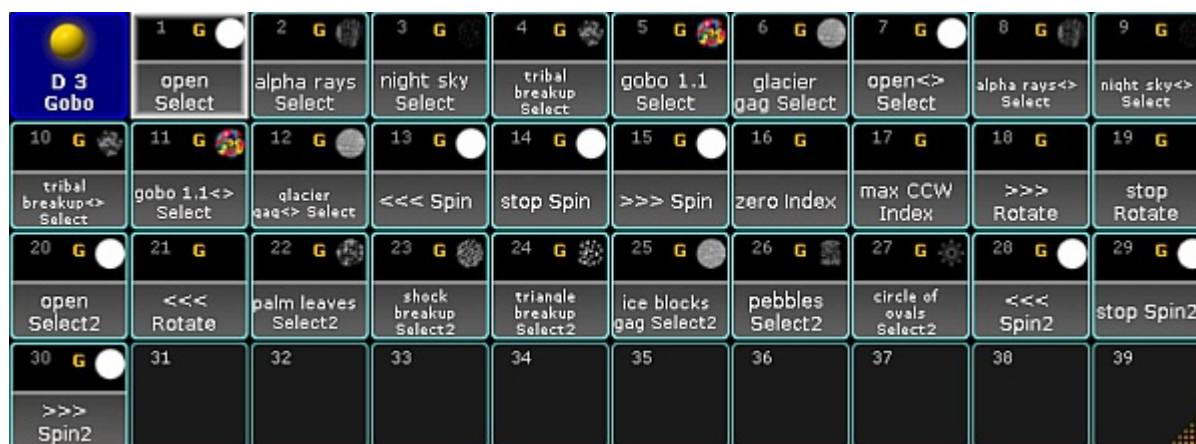 D 3
Gobo
1 G
open
Select
2 G
alpha rays
Select
3 G
night sky
Select
4 G
tribal
breakup
Select
5 G
gobo 1.1
Select
6 G
glacier
gag Select
7 G
open<>
Select
8 G
alpha rays<>
Select
9 G
night sky<>
Select
10 G
tribal
breakup<>
Select
11 G
gobo 1.1<>
Select
12 G
glacier
gag<> Select
13 G
<<< Spin
14 G
stop Spin
15 G
>>> Spin
16 G
zero Index
17 G
max CCW
Index
18 G
>>>
Rotate
19 G
stop
Rotate
20 G
open
Select2
21 G
<<<
Rotate
22 G
palm leaves
Select2
23 G
shock
breakup
Select2
24 G
triangle
breakup
Select2
25 G
ice blocks
gag Select2
26 G
pebbles
Select2
27 G
circle of
ovals
Select2
28 G
<<<
Spin2
29 G
stop Spin2
30 G
>>>
Spin2
31
32
33
34
35
36
37
38
39